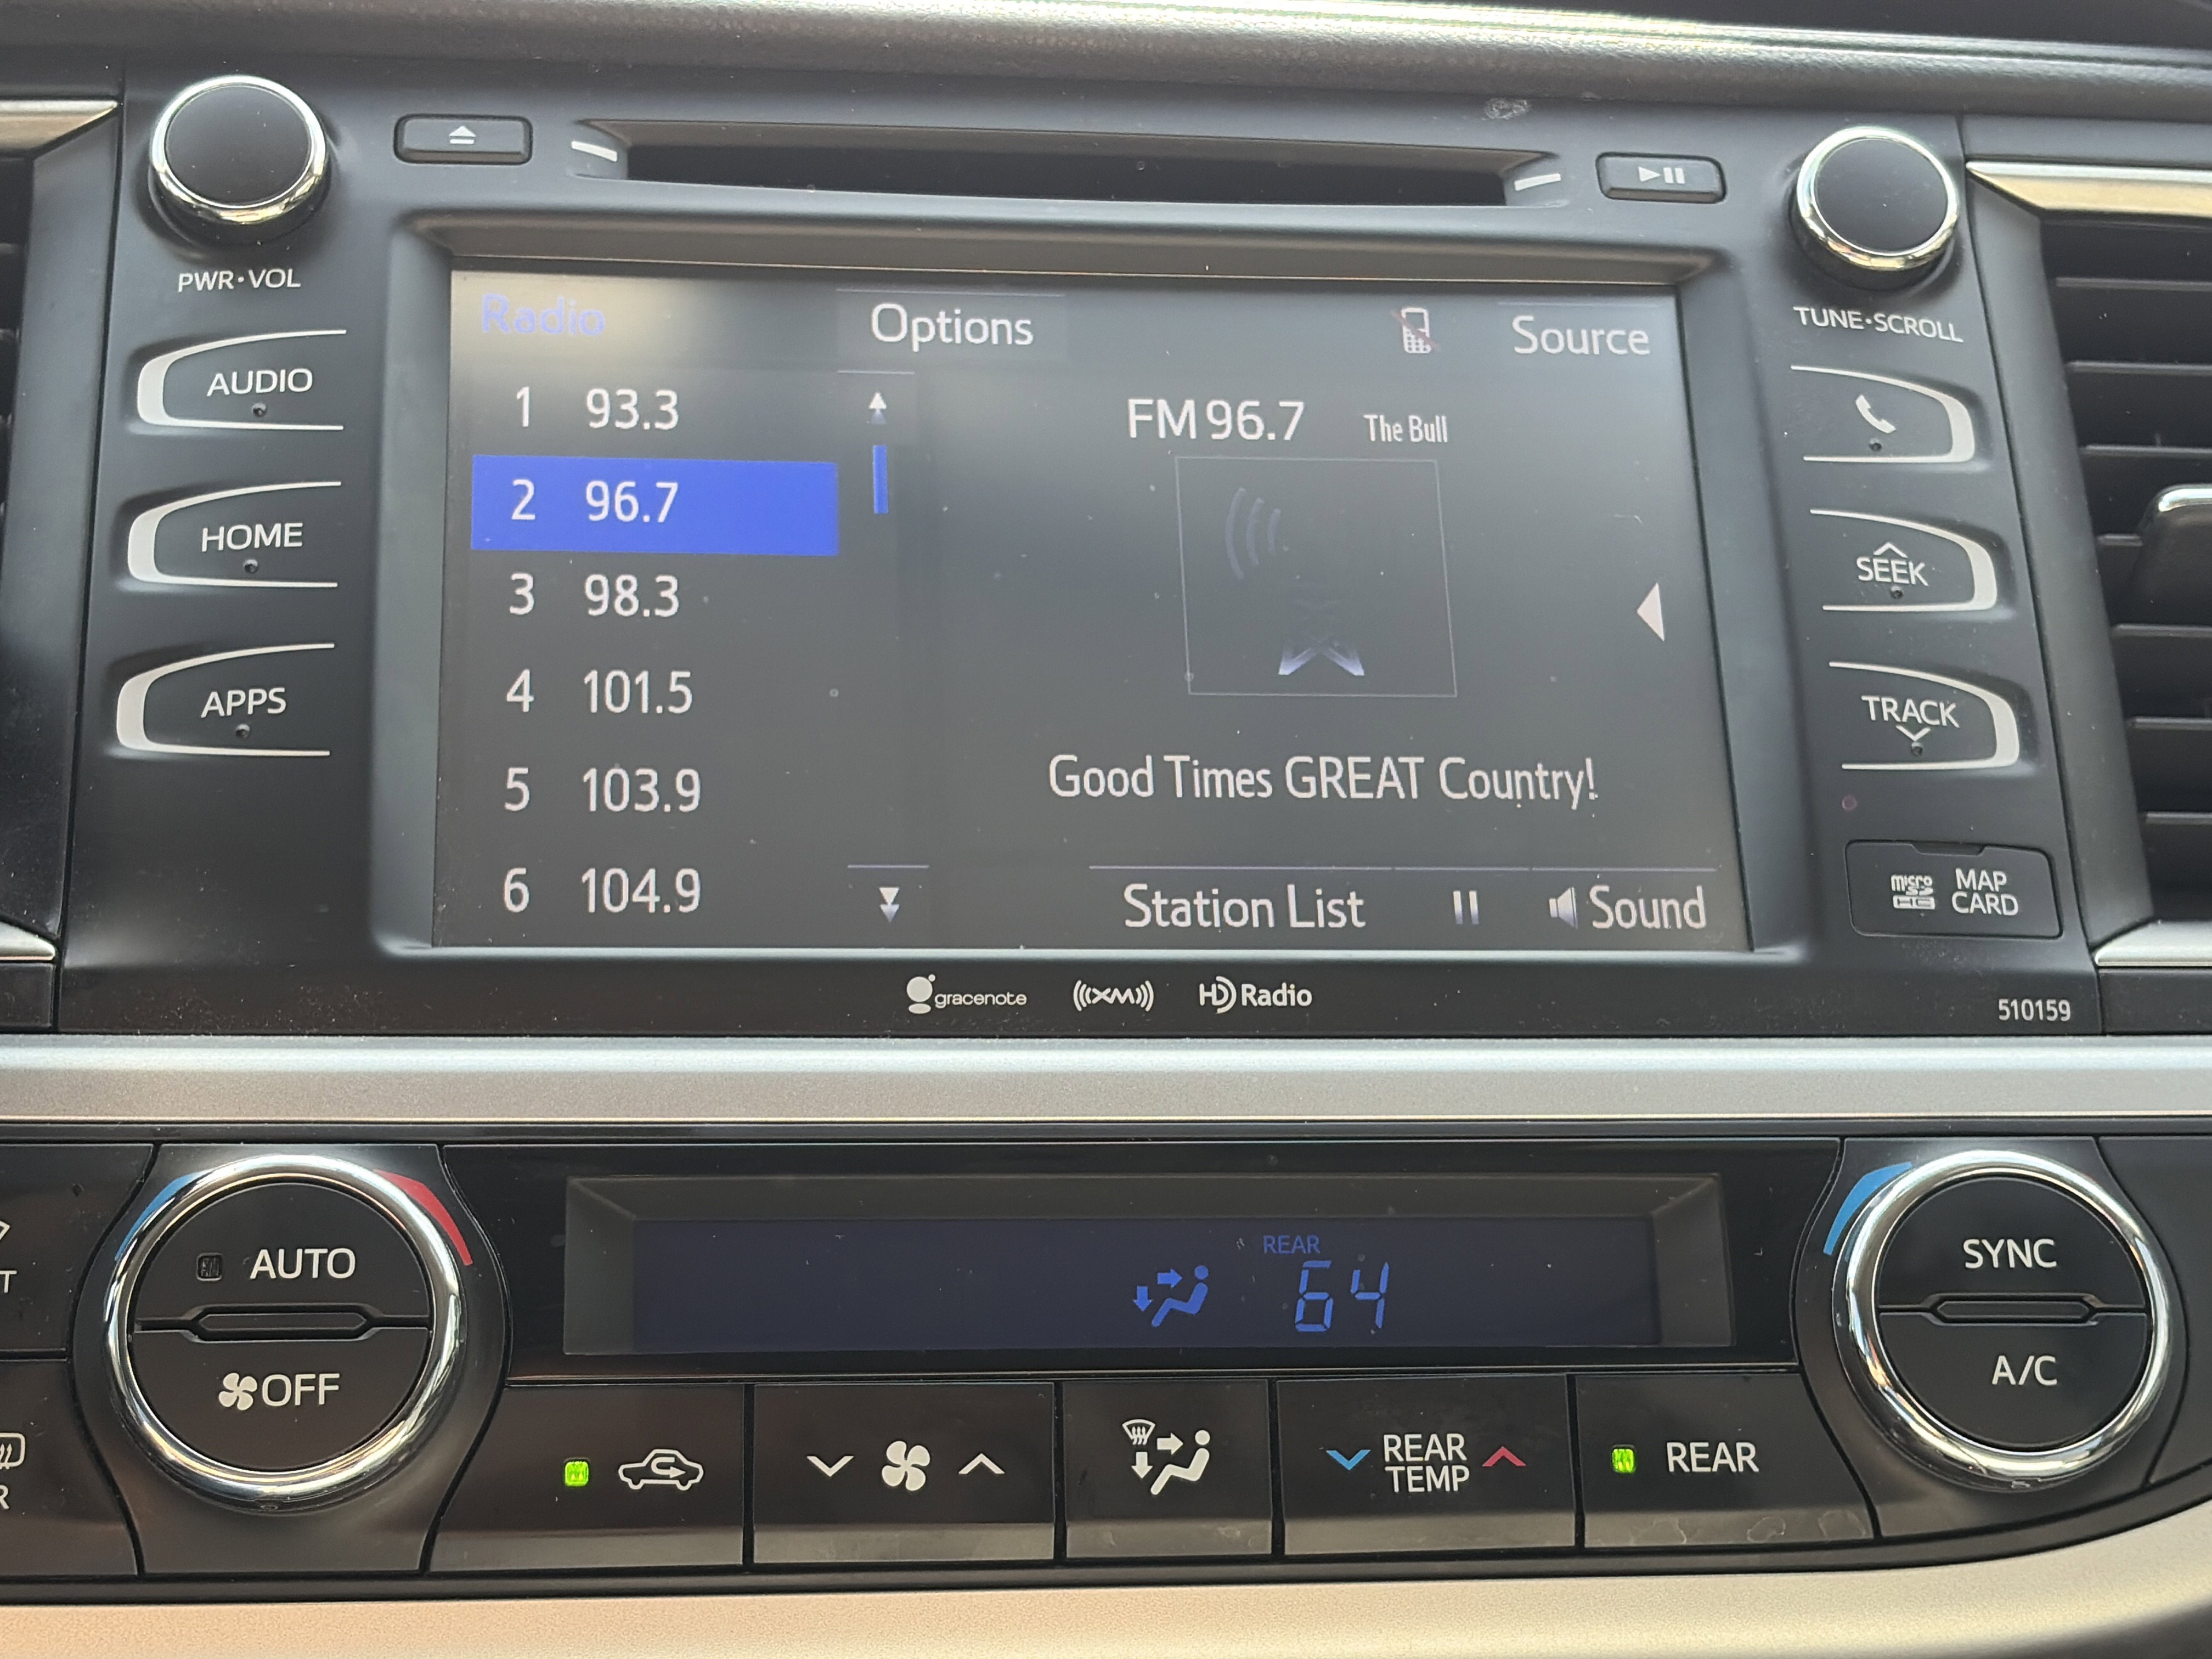 PWR•VOL
TUNE•SCROLL
AUDIO
HOME
APPS
Radio
Options
Source
1 93.3
2 96.7
3 98.3
4 101.5
5 103.9
6 104.9
FM 96.7 The Bull
Good Times GREAT Country!
Station List
Sound
SEEK
TRACK
micro SD HC
MAP CARD
gracenote
((XM))
HD Radio
510159
AUTO
OFF
REAR
64
SYNC
A/C
REAR TEMP
REAR
T
R